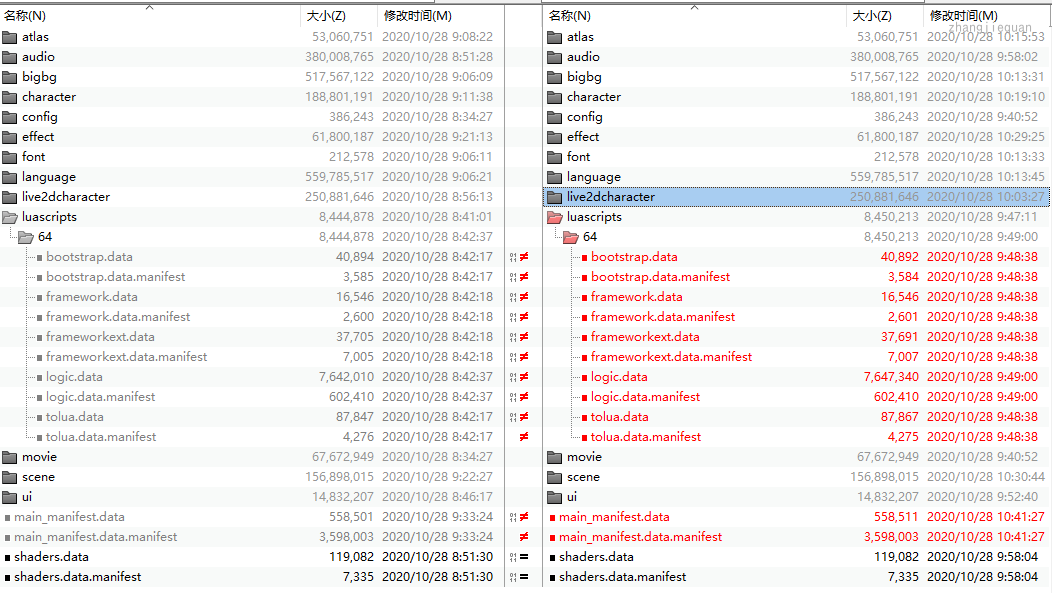 名称(N) 大小(Z) 修改时间(M) 名称(N) 大小(Z) 修改时间(M)
zhangjiequan
atlas 53,060,751 2020/10/28 9:08:22 atlas 53,060,751 2020/10/28 10:15:53
audio 380,008,765 2020/10/28 8:51:28 audio 380,008,765 2020/10/28 9:58:02
bigbg 517,567,122 2020/10/28 9:06:09 bigbg 517,567,122 2020/10/28 10:13:31
character 188,801,191 2020/10/28 9:11:38 character 188,801,191 2020/10/28 10:19:10
config 386,243 2020/10/28 8:34:27 config 386,243 2020/10/28 9:40:52
effect 61,800,187 2020/10/28 9:21:13 effect 61,800,187 2020/10/28 10:29:25
font 212,578 2020/10/28 9:06:11 font 212,578 2020/10/28 10:13:33
language 559,785,517 2020/10/28 9:06:21 language 559,785,517 2020/10/28 10:13:45
live2dcharacter 250,881,646 2020/10/28 8:56:13 live2dcharacter 250,881,646 2020/10/28 10:03:27
luascripts 8,444,878 2020/10/28 8:41:01 luascripts 8,450,213 2020/10/28 9:47:11
64 8,444,878 2020/10/28 8:42:37 64 8,450,213 2020/10/28 9:49:00
bootstrap.data 40,894 2020/10/28 8:42:17 ≠ bootstrap.data 40,892 2020/10/28 9:48:38
bootstrap.data.manifest 3,585 2020/10/28 8:42:17 ≠ bootstrap.data.manifest 3,584 2020/10/28 9:48:38
framework.data 16,546 2020/10/28 8:42:18 ≠ framework.data 16,546 2020/10/28 9:48:38
framework.data.manifest 2,600 2020/10/28 8:42:18 ≠ framework.data.manifest 2,601 2020/10/28 9:48:38
frameworkext.data 37,705 2020/10/28 8:42:18 ≠ frameworkext.data 37,691 2020/10/28 9:48:38
frameworkext.data.manifest 7,005 2020/10/28 8:42:18 ≠ frameworkext.data.manifest 7,007 2020/10/28 9:48:38
logic.data 7,642,010 2020/10/28 8:42:37 ≠ logic.data 7,647,340 2020/10/28 9:49:00
logic.data.manifest 602,410 2020/10/28 8:42:37 ≠ logic.data.manifest 602,410 2020/10/28 9:49:00
tolua.data 87,847 2020/10/28 8:42:17 ≠ tolua.data 87,867 2020/10/28 9:48:38
tolua.data.manifest 4,276 2020/10/28 8:42:17 ≠ tolua.data.manifest 4,275 2020/10/28 9:48:38
movie 67,672,949 2020/10/28 8:34:27 movie 67,672,949 2020/10/28 9:40:52
scene 156,898,015 2020/10/28 9:22:27 scene 156,898,015 2020/10/28 10:30:44
ui 14,832,207 2020/10/28 8:46:17 ui 14,832,207 2020/10/28 9:52:40
main_manifest.data 558,501 2020/10/28 9:33:24 ≠ main_manifest.data 558,511 2020/10/28 10:41:27
main_manifest.data.manifest 3,598,003 2020/10/28 9:33:24 ≠ main_manifest.data.manifest 3,598,003 2020/10/28 10:41:27
shaders.data 119,082 2020/10/28 8:51:30 = shaders.data 119,082 2020/10/28 9:58:04
shaders.data.manifest 7,335 2020/10/28 8:51:30 = shaders.data.manifest 7,335 2020/10/28 9:58:04